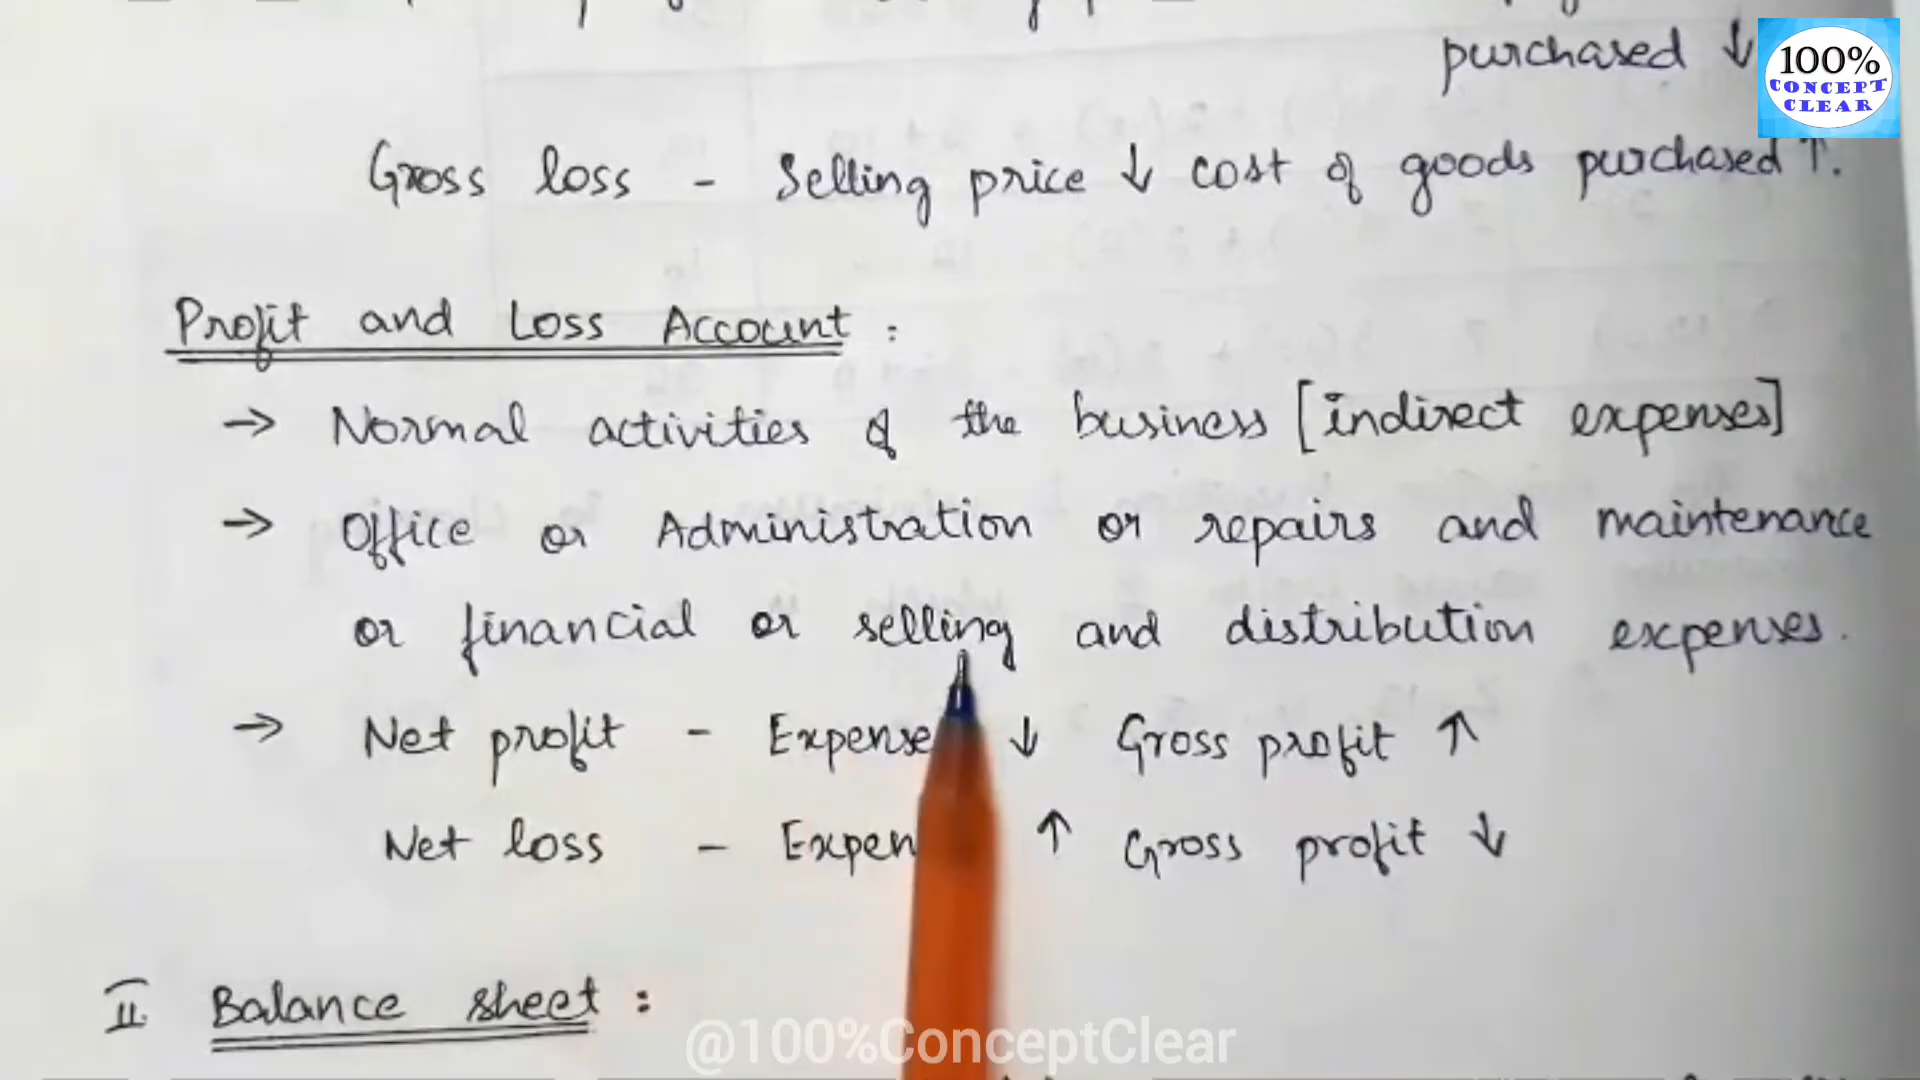 purchased ↓
100%
CONCEPT
CLEAR
Gross loss - Selling price ↓ cost of goods purchased ↑.
Profit and Loss Account :
→ Normal activities of the business [indirect expenses]
→ Office or Administration or repairs and maintenance
or financial or selling and distribution expenses.
→ Net profit - Expense ↓ Gross profit ↑
Net loss - Expen ↑ Gross profit ↓
II. Balance sheet :
@100%ConceptClear